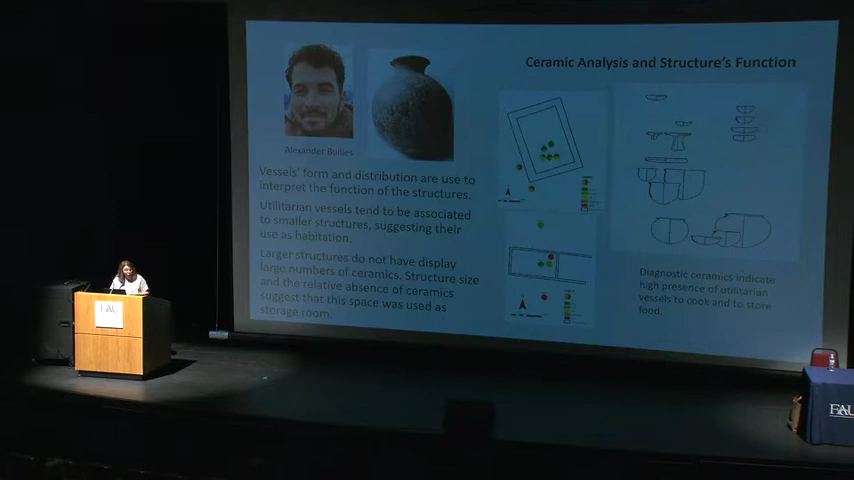 Ceramic Analysis and Structure's Function
Alexander Builles
Vessels' form and distribution are use to
interpret the function of the structures.
Utilitarian vessels tend to be associated
to smaller structures, suggesting their
use as habitation.
Larger structures do not have display
large numbers of ceramics. Structure size
and the relative absence of ceramics
suggest that this space was used as
storage room.
Diagnostic ceramics indicate
high presence of utilitarian
vessels to cook and to store
food.
FAU
FAU